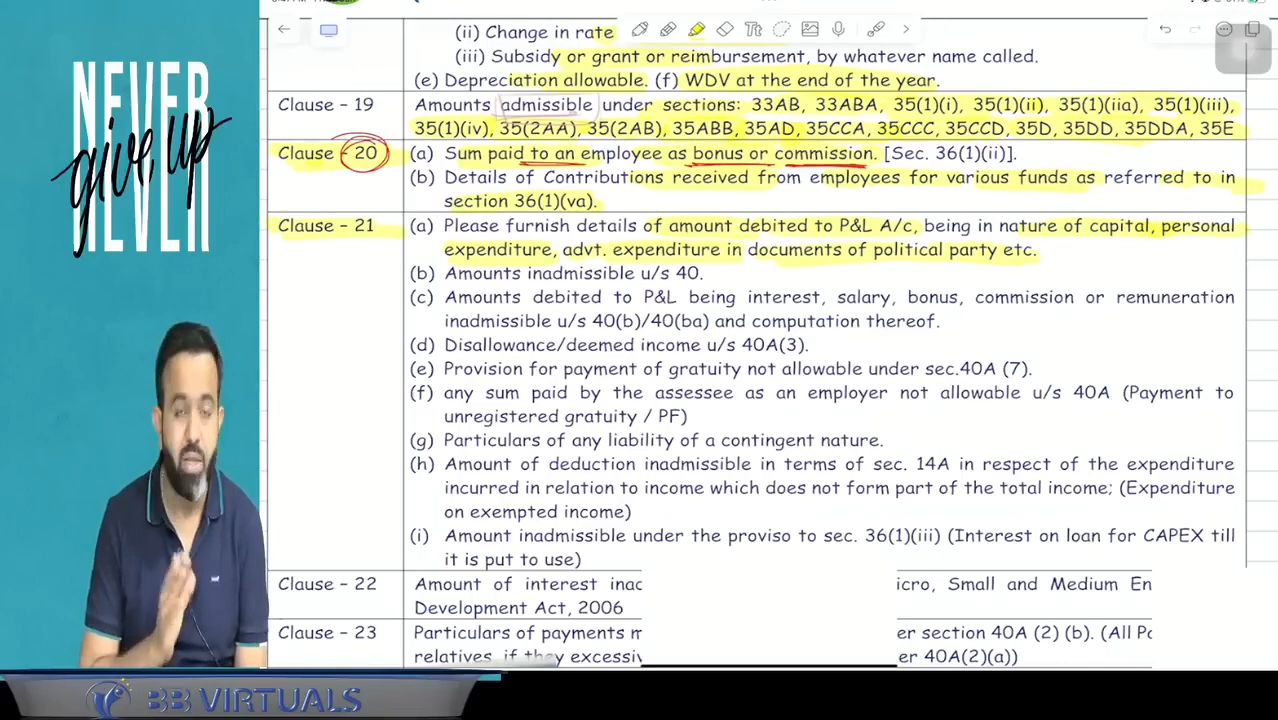 NEVER
give up
NEVER
(ii) Change in rate
(iii) Subsidy or grant or reimbursement, by whatever name called.
(e) Depreciation allowable. (f) WDV at the end of the year.
Clause - 19 Amounts admissible under sections: 33AB, 33ABA, 35(1)(i), 35(1)(ii), 35(1)(iia), 35(1)(iii),
35(1)(iv), 35(2AA), 35(2AB), 35ABB, 35AD, 35CCA, 35CCC, 35CCD, 35D, 35DD, 35DDA, 35E
Clause - 20 (a) Sum paid to an employee as bonus or commission. [Sec. 36(1)(ii)].
(b) Details of Contributions received from employees for various funds as referred to in
section 36(1)(va).
Clause - 21 (a) Please furnish details of amount debited to P&L A/c, being in nature of capital, personal
expenditure, advt. expenditure in documents of political party etc.
(b) Amounts inadmissible u/s 40.
(c) Amounts debited to P&L being interest, salary, bonus, commission or remuneration
inadmissible u/s 40(b)/40(ba) and computation thereof.
(d) Disallowance/deemed income u/s 40A(3).
(e) Provision for payment of gratuity not allowable under sec.40A (7).
(f) any sum paid by the assessee as an employer not allowable u/s 40A (Payment to
unregistered gratuity / PF)
(g) Particulars of any liability of a contingent nature.
(h) Amount of deduction inadmissible in terms of sec. 14A in respect of the expenditure
incurred in relation to income which does not form part of the total income; (Expenditure
on exempted income)
(i) Amount inadmissible under the proviso to sec. 36(1)(iii) (Interest on loan for CAPEX till
it is put to use)
Clause - 22 Amount of interest inad icro, Small and Medium En
Development Act, 2006
Clause - 23 Particulars of payments m er section 40A (2) (b). (All Pa
relatives, if they excessiv er 40A(2)(a))
BB VIRTUALS